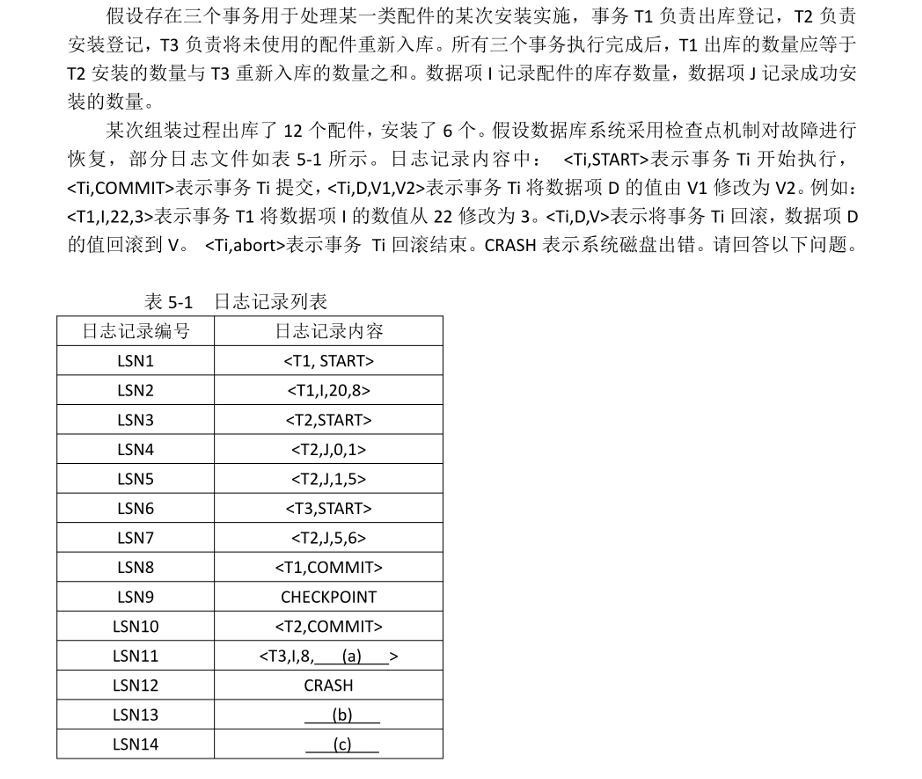 假设存在三个事务用于处理某一类配件的某次安装实施，事务 T1 负责出库登记，T2 负责
安装登记，T3 负责将未使用的配件重新入库。所有三个事务执行完成后，T1 出库的数量应等于
T2 安装的数量与 T3 重新入库的数量之和。数据项 I 记录配件的库存数量，数据项 J 记录成功安
装的数量。
某次组装过程出库了 12 个配件，安装了 6 个。假设数据库系统采用检查点机制对故障进行
恢复，部分日志文件如表 5-1 所示。日志记录内容中： <Ti,START>表示事务 Ti 开始执行，
<Ti,COMMIT>表示事务 Ti 提交，<Ti,D,V1,V2>表示事务 Ti 将数据项 D 的值由 V1 修改为 V2。例如：
<T1,I,22,3>表示事务 T1 将数据项 I 的数值从 22 修改为 3。<Ti,D,V>表示将事务 Ti 回滚，数据项 D
的值回滚到 V。 <Ti,abort>表示事务 Ti 回滚结束。CRASH 表示系统磁盘出错。请回答以下问题。
表 5-1 日志记录列表
日志记录编号 日志记录内容
LSN1 <T1, START>
LSN2 <T1,I,20,8>
LSN3 <T2,START>
LSN4 <T2,J,0,1>
LSN5 <T2,J,1,5>
LSN6 <T3,START>
LSN7 <T2,J,5,6>
LSN8 <T1,COMMIT>
LSN9 CHECKPOINT
LSN10 <T2,COMMIT>
LSN11 <T3,I,8,___(a)___>
LSN12 CRASH
LSN13 ___(b)___
LSN14 ___(c)___